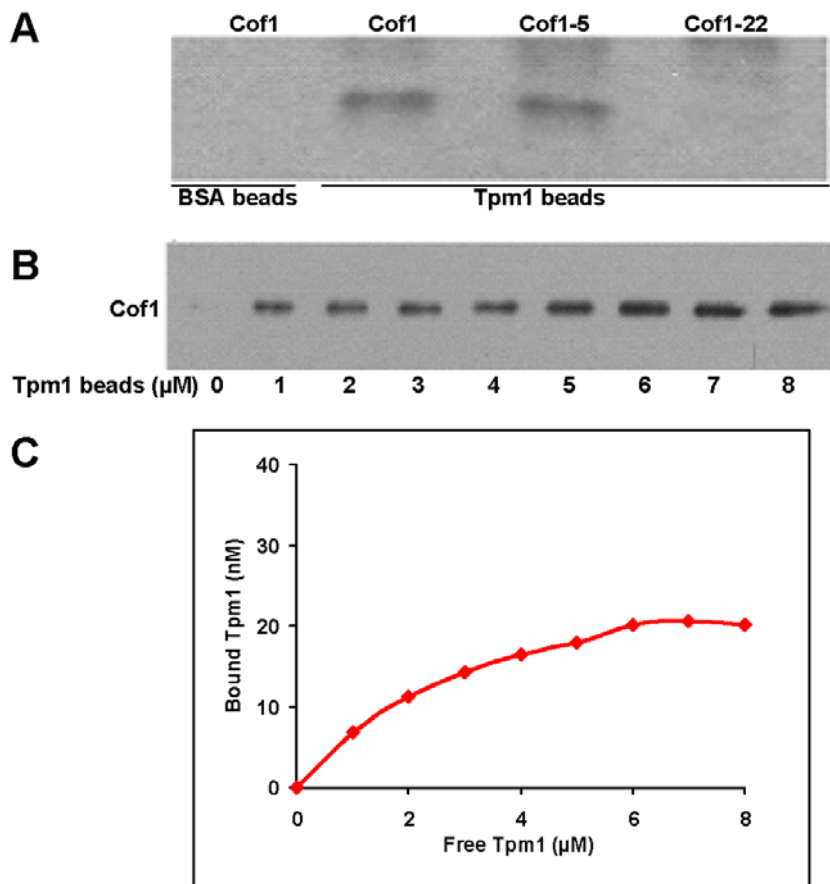 A
Cof1 Cof1 Cof1-5 Cof1-22
BSA beads Tpm1 beads
B
Cof1
Tpm1 beads (µM) 0 1 2 3 4 5 6 7 8
C
40
30
20
10
0
Bound Tpm1 (nM)
0 2 4 6 8
Free Tpm1 (µM)